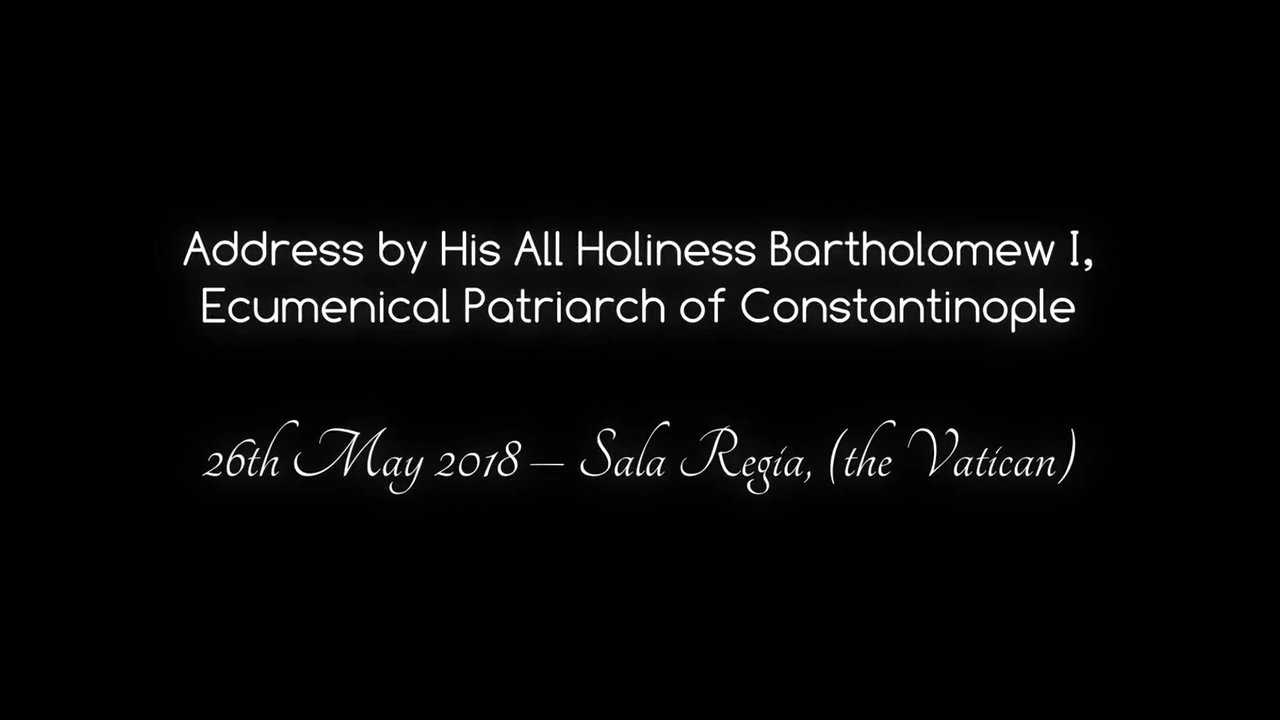 Address by His All Holiness Bartholomew I,
Ecumenical Patriarch of Constantinople
26th May 2018 – Sala Regia, (the Vatican)